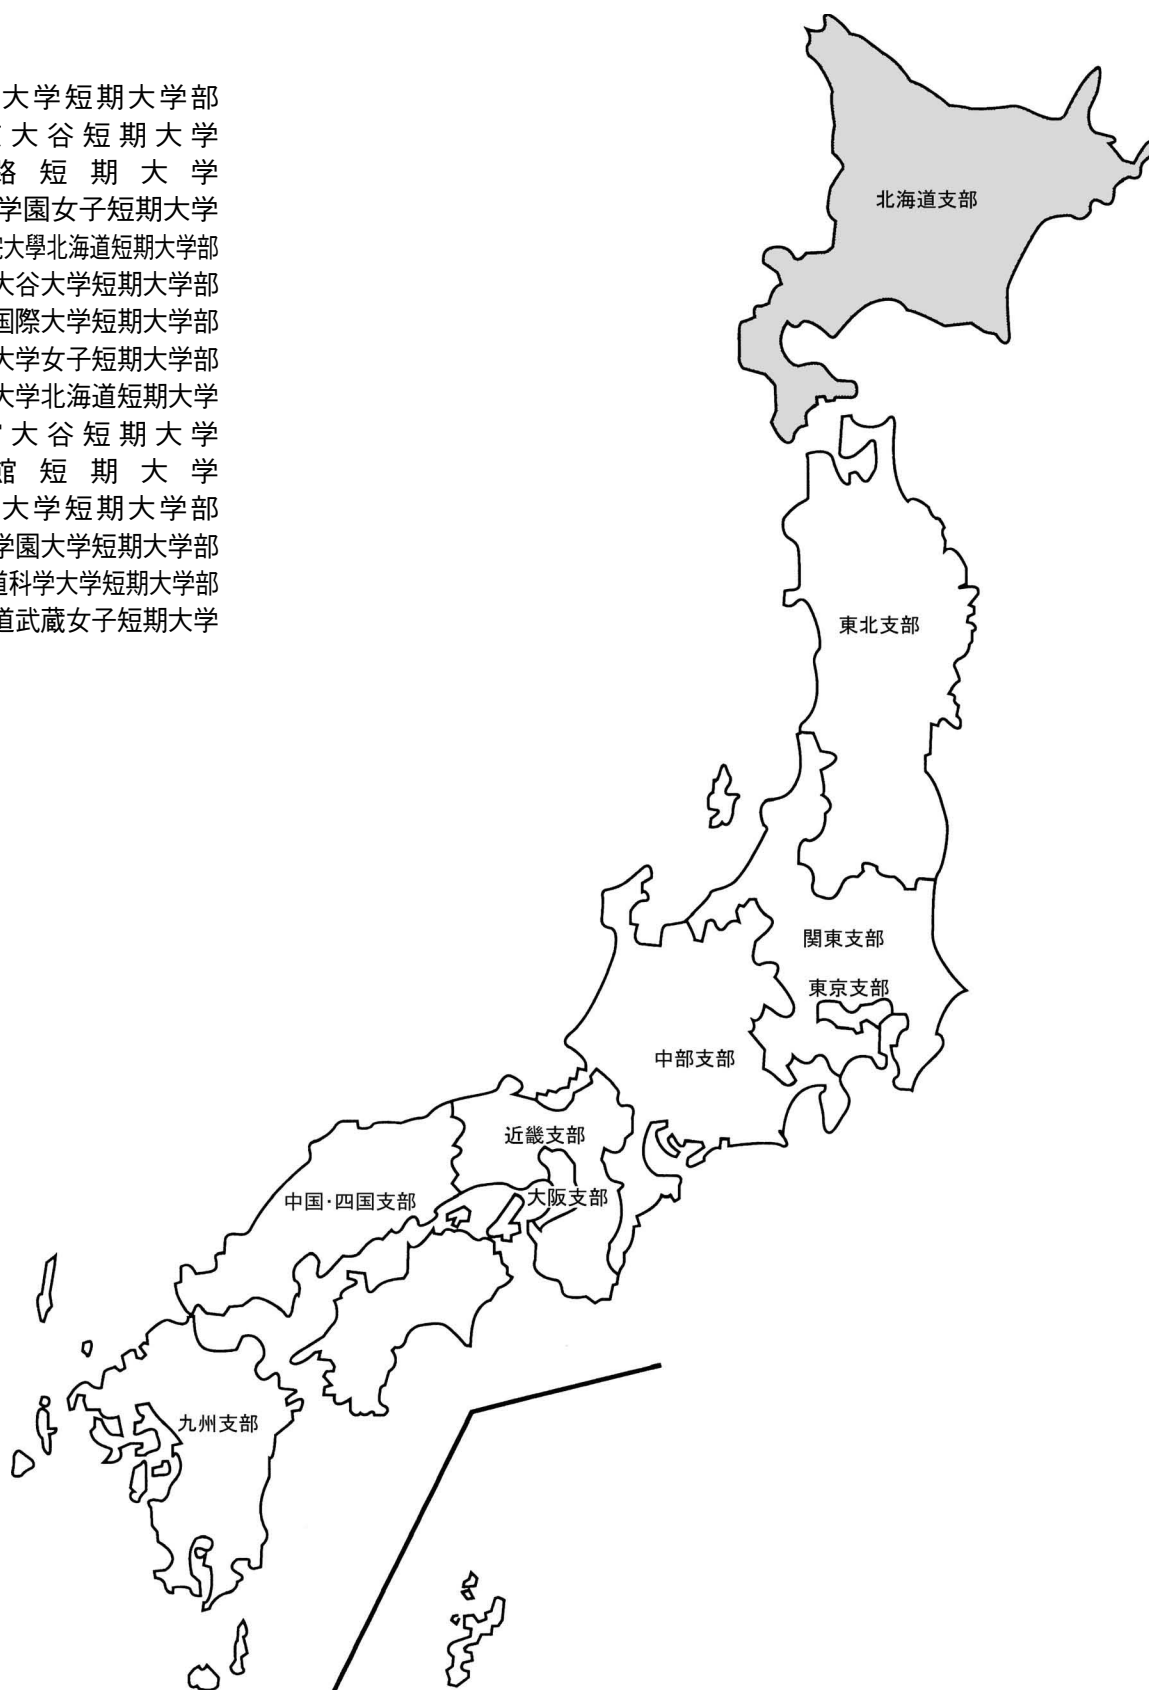 大学短期大学部
大谷短期大学
路短期大学
学園女子短期大学
大學北海道短期大学部
大谷大学短期大学部
国際大学短期大学部
大学女子短期大学部
大学北海道短期大学
大谷短期大学
館短期大学
大学短期大学部
学園大学短期大学部
道科学大学短期大学部
道武蔵女子短期大学
北海道支部
東北支部
関東支部
東京支部
中部支部
近畿支部
大阪支部
中国·四国支部
九州支部